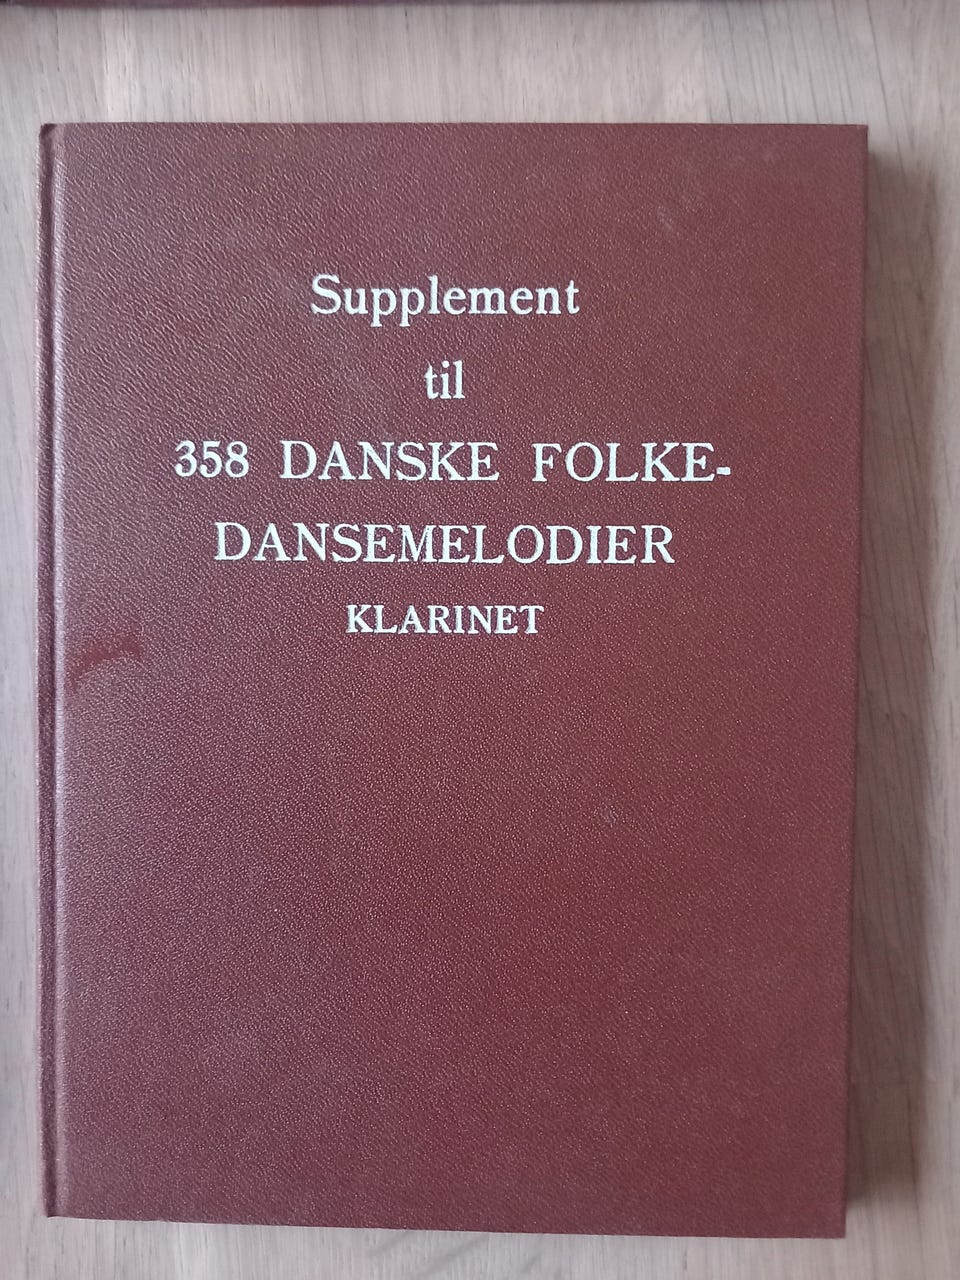 Supplement
til
358 DANSKE FOLKE-
DANSEMELODIER
KLARINET